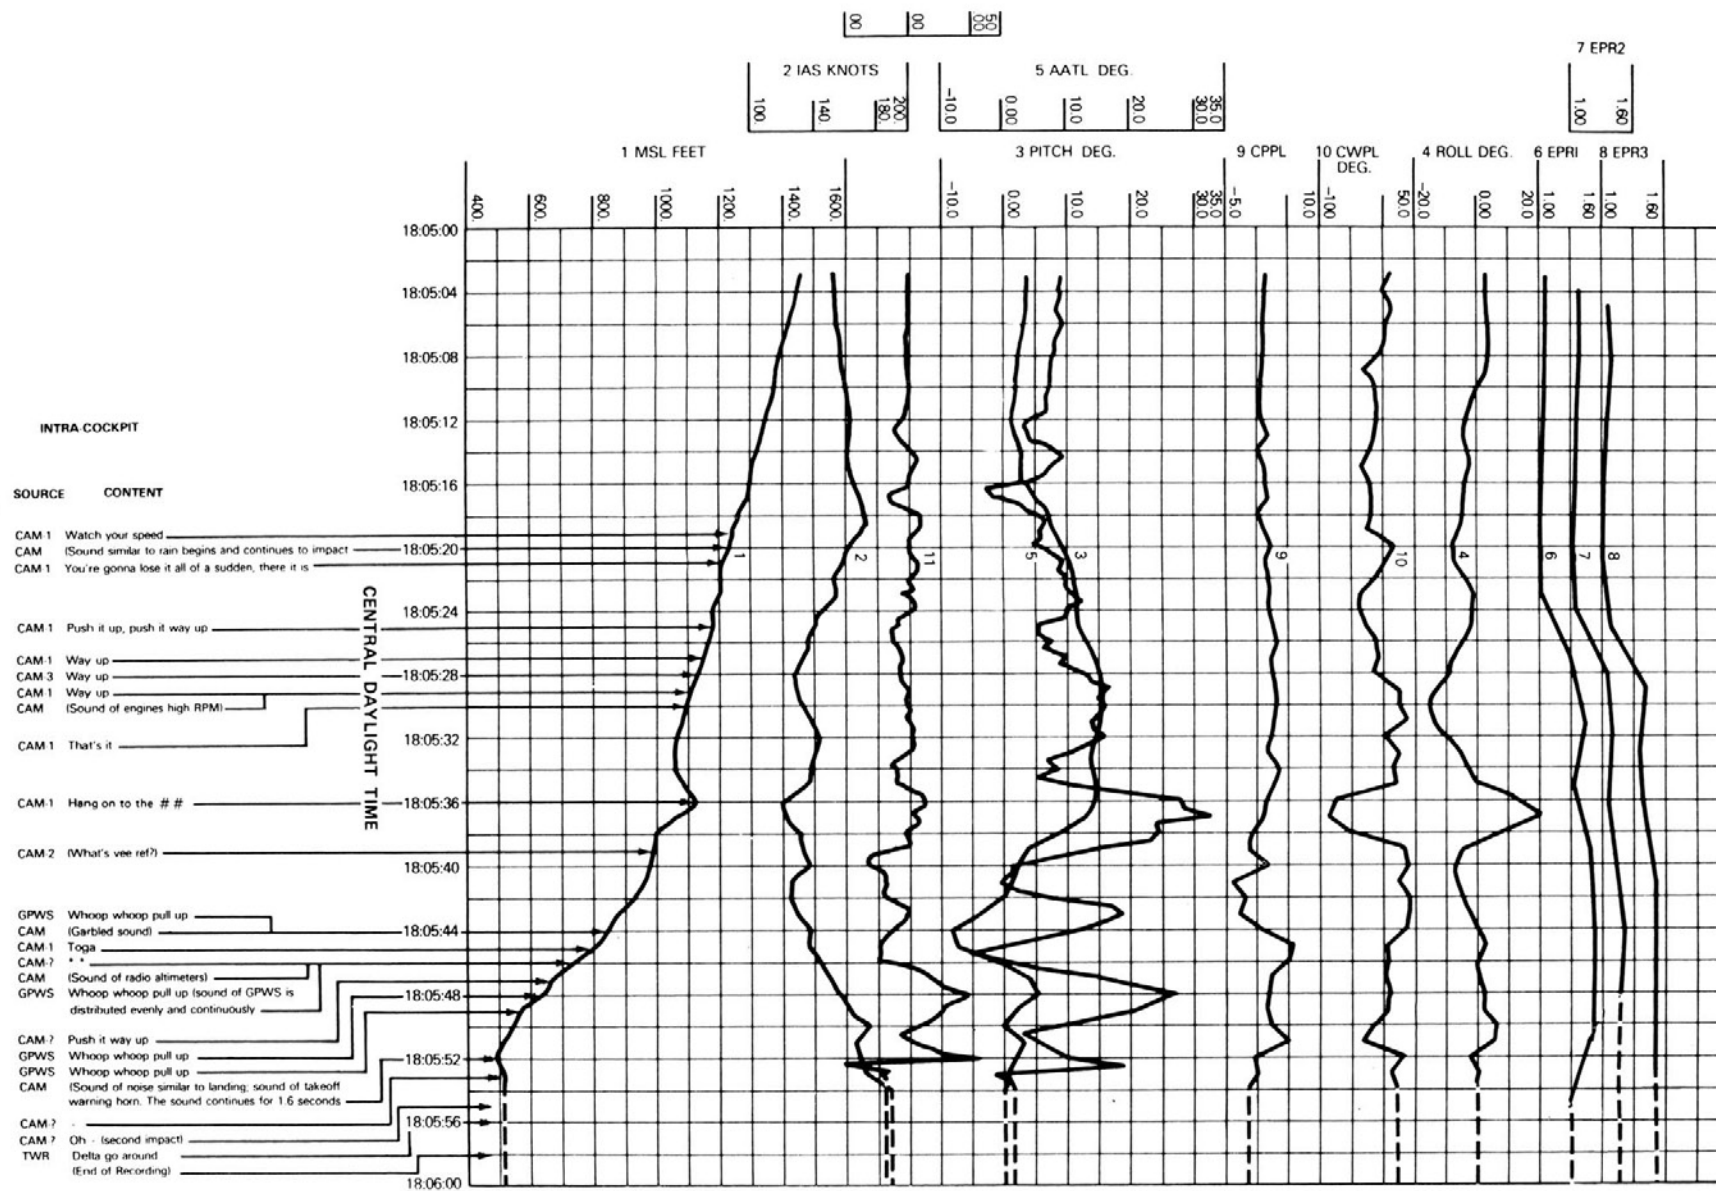 00 00 50 00
7 EPR2
2 IAS KNOTS
5 AATL DEG.
100. 140. 180. 200.
-10.0 0.00 10.0 20.0 30.0 35.0
1.00 1.60
1 MSL FEET
3 PITCH DEG.
9 CPPL
10 CWPL DEG.
4 ROLL DEG.
6 EPRI
8 EPR3
400. 600. 800. 1000. 1200. 1400. 1600.
-10.0 0.00 10.0 20.0 30.0 35.0
-5.0 10.0
-100. 50.0
-20.0 0.00 20.0
1.00 1.60
1.00 1.60
18:05:00
18:05:04
18:05:08
18:05:12
INTRA-COCKPIT
18:05:16
SOURCE CONTENT
CAM-1 Watch your speed
CAM (Sound similar to rain begins and continues to impact
18:05:20
1 2 11 5 3 9 10 4 6 7 8
CAM-1 You're gonna lose it all of a sudden, there it is
CENTRAL DAYLIGHT TIME
18:05:24
CAM-1 Push it up, push it way up
CAM-1 Way up
CAM-3 Way up
18:05:28
CAM-1 Way up
CAM (Sound of engines high RPM)
18:05:32
CAM-1 That's it
CAM-1 Hang on to the ##
18:05:36
CAM-2 (What's vee ref?)
18:05:40
GPWS Whoop whoop pull up
CAM (Garbled sound)
18:05:44
CAM-1 Toga
CAM-? * *
CAM (Sound of radio altimeters)
GPWS Whoop whoop pull up (sound of GPWS is
18:05:48
distributed evenly and continuously
CAM-? Push it way up
GPWS Whoop whoop pull up
18:05:52
GPWS Whoop whoop pull up
CAM (Sound of noise similar to landing; sound of takeoff
warning horn. The sound continues for 1.6 seconds
CAM-? -
18:05:56
CAM-? Oh - (second impact)
TWR Delta go around
(End of Recording)
18:06:00